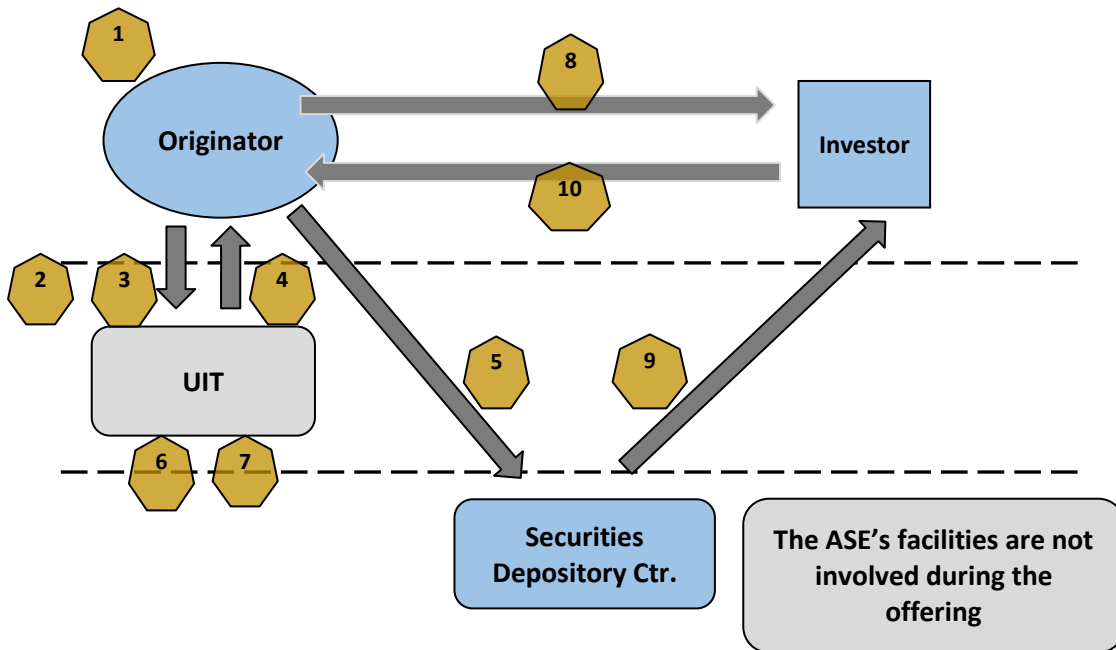 1
8
Originator
Investor
10
2
3
4
5
9
UIT
6
7
Securities
Depository Ctr.
The ASE’s facilities are not
involved during the
offering